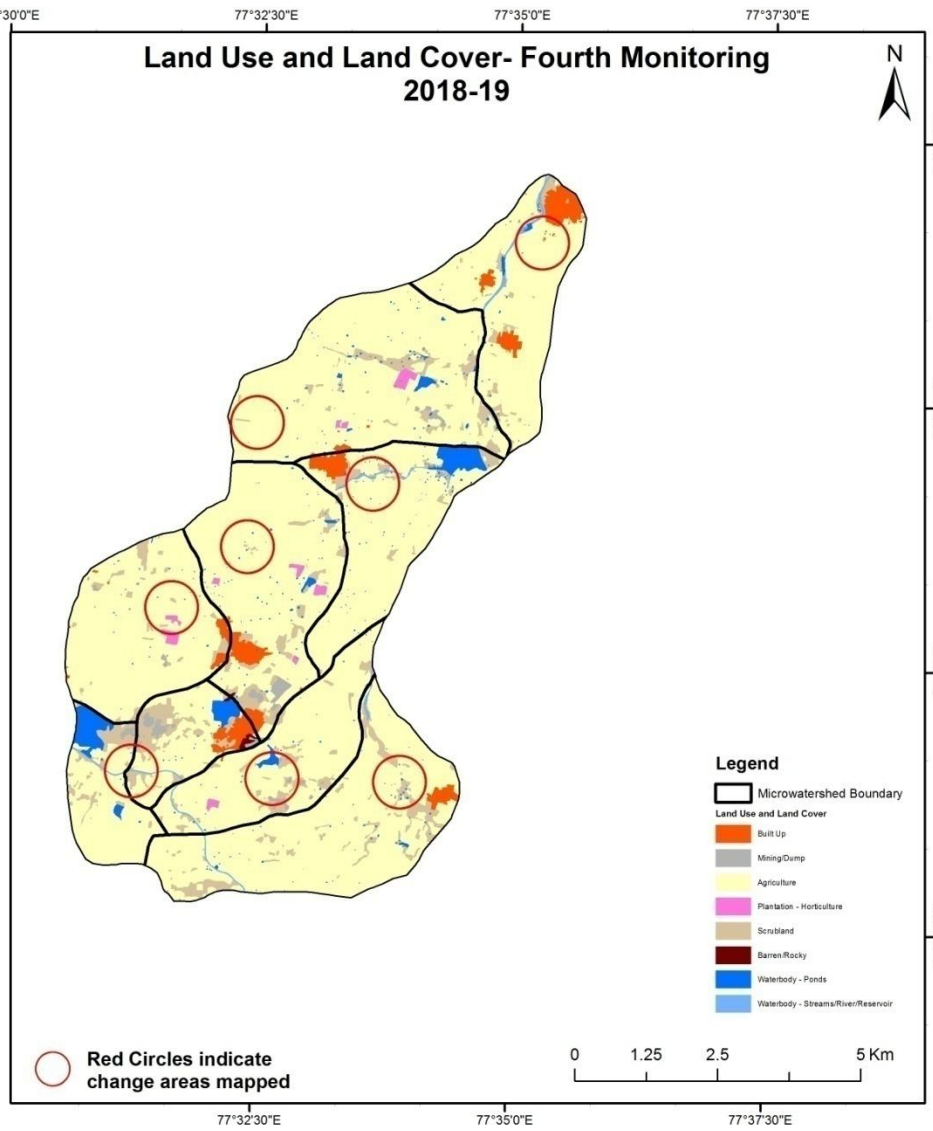 °30'0"E
77°32'30"E
77°35'0"E
77°37'30"E
Land Use and Land Cover- Fourth Monitoring
2018-19
N
Legend
Microwatershed Boundary
Land Use and Land Cover
Built Up
Mining/Dump
Agriculture
Plantation - Horticulture
Scrubland
Barren/Rocky
Waterbody - Ponds
Waterbody - Streams/River/Reservoir
Red Circles indicate
change areas mapped
0 1.25 2.5 5 Km
77°32'30"E
77°35'0"E
77°37'30"E